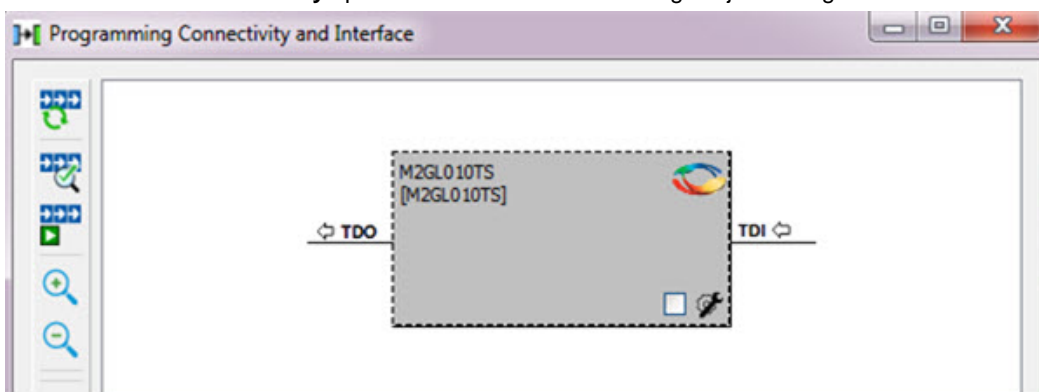 Programming Connectivity and Interface
M2GL010TS
[M2GL010TS]
TDO
TDI